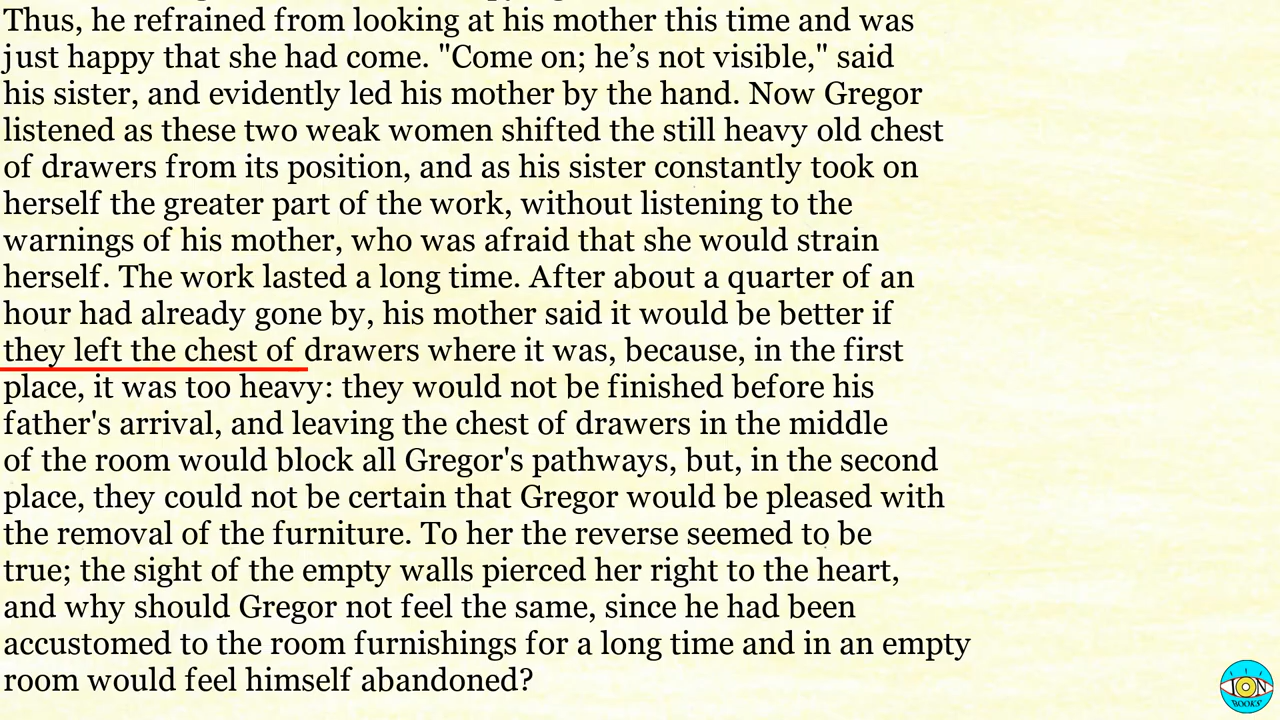 Thus, he refrained from looking at his mother this time and was
just happy that she had come. "Come on; he’s not visible," said
his sister, and evidently led his mother by the hand. Now Gregor
listened as these two weak women shifted the still heavy old chest
of drawers from its position, and as his sister constantly took on
herself the greater part of the work, without listening to the
warnings of his mother, who was afraid that she would strain
herself. The work lasted a long time. After about a quarter of an
hour had already gone by, his mother said it would be better if
they left the chest of drawers where it was, because, in the first
place, it was too heavy: they would not be finished before his
father's arrival, and leaving the chest of drawers in the middle
of the room would block all Gregor's pathways, but, in the second
place, they could not be certain that Gregor would be pleased with
the removal of the furniture. To her the reverse seemed to be
true; the sight of the empty walls pierced her right to the heart,
and why should Gregor not feel the same, since he had been
accustomed to the room furnishings for a long time and in an empty
room would feel himself abandoned?
ION
BOOKS